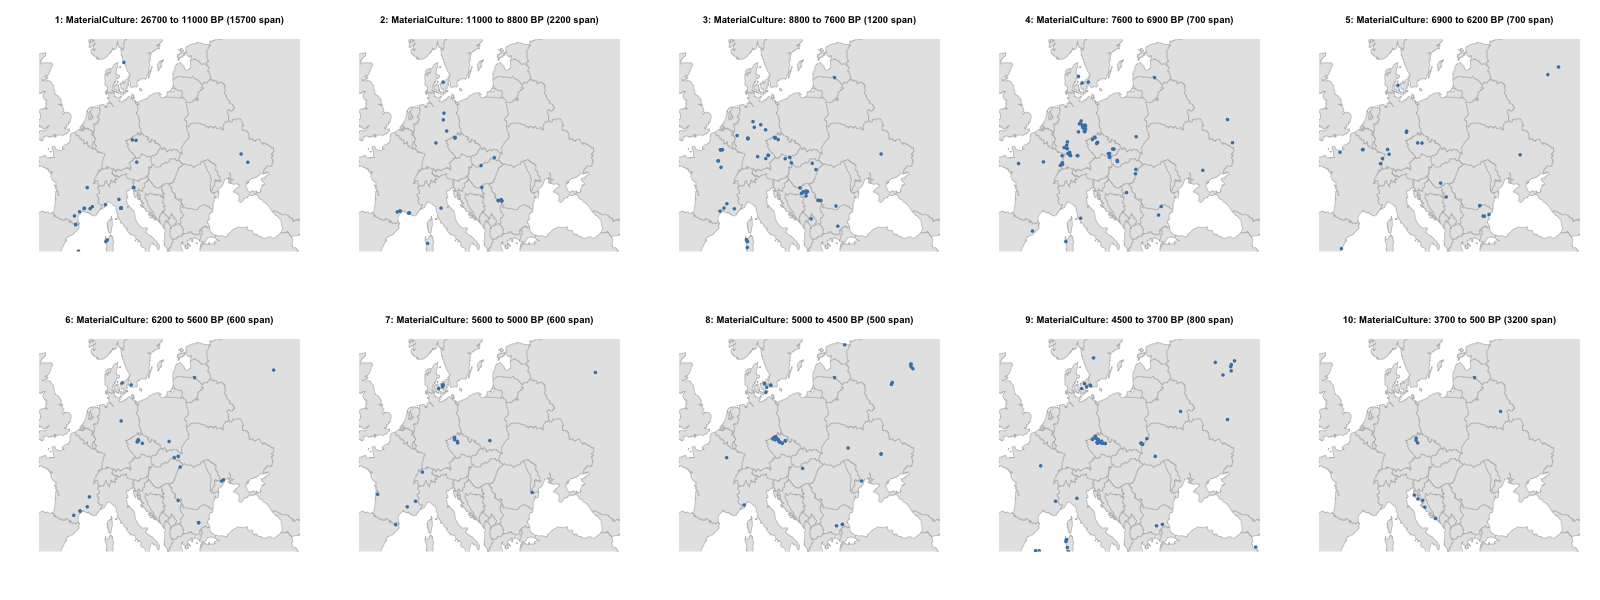 1: MaterialCulture: 26700 to 11000 BP (15700 span)
2: MaterialCulture: 11000 to 8800 BP (2200 span)
3: MaterialCulture: 8800 to 7600 BP (1200 span)
4: MaterialCulture: 7600 to 6900 BP (700 span)
5: MaterialCulture: 6900 to 6200 BP (700 span)
6: MaterialCulture: 6200 to 5600 BP (600 span)
7: MaterialCulture: 5600 to 5000 BP (600 span)
8: MaterialCulture: 5000 to 4500 BP (500 span)
9: MaterialCulture: 4500 to 3700 BP (800 span)
10: MaterialCulture: 3700 to 500 BP (3200 span)